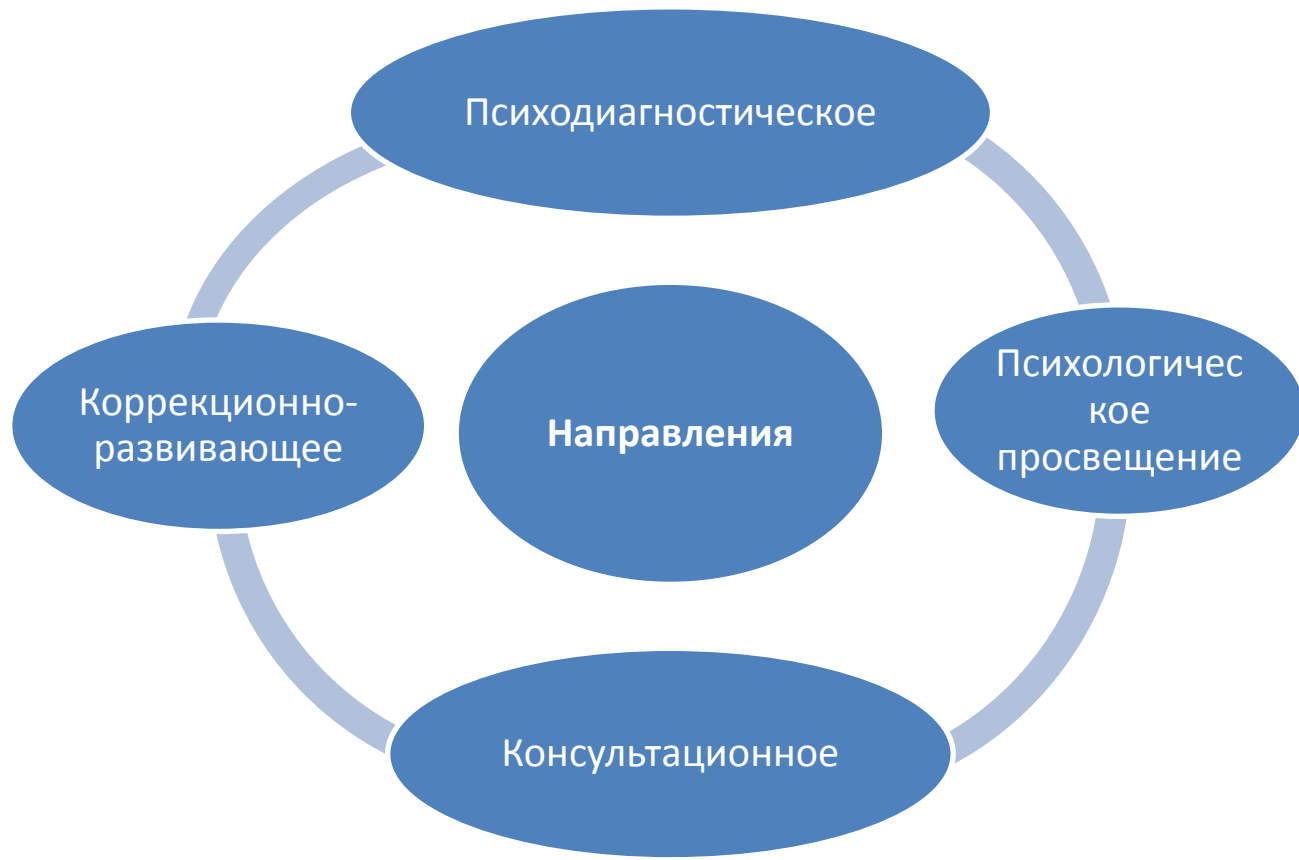 Психодиагностическое
Коррекционно-
развивающее
Направления
Психологичес
кое
просвещение
Консультационное